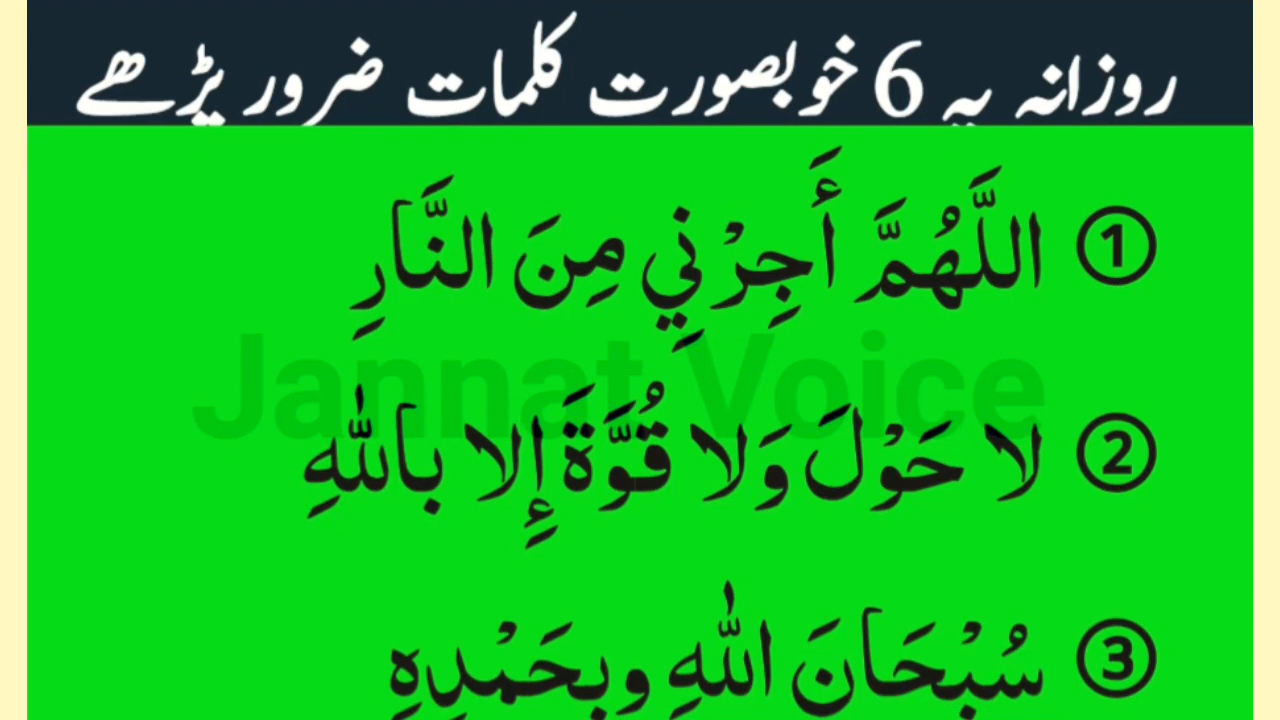 روزانہ یہ 6 خوبصورت کلمات ضرور پڑھے
① اللَّهُمَّ أَجِرْنِي مِنَ النَّارِ
Jannat Voice
② لا حَوْلَ وَلا قُوَّةَ إِلا بِاللهِ
③ سُبْحَانَ اللهِ وبِحَمْدِهِ